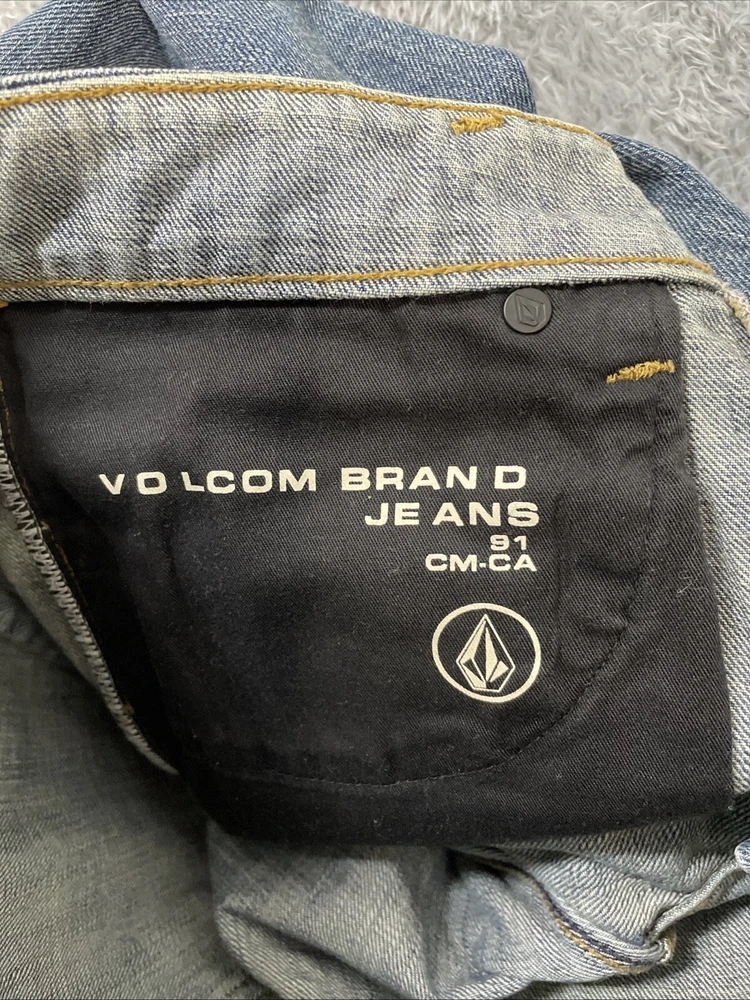 VOLCOM BRAND
JEANS
91
CM-CA